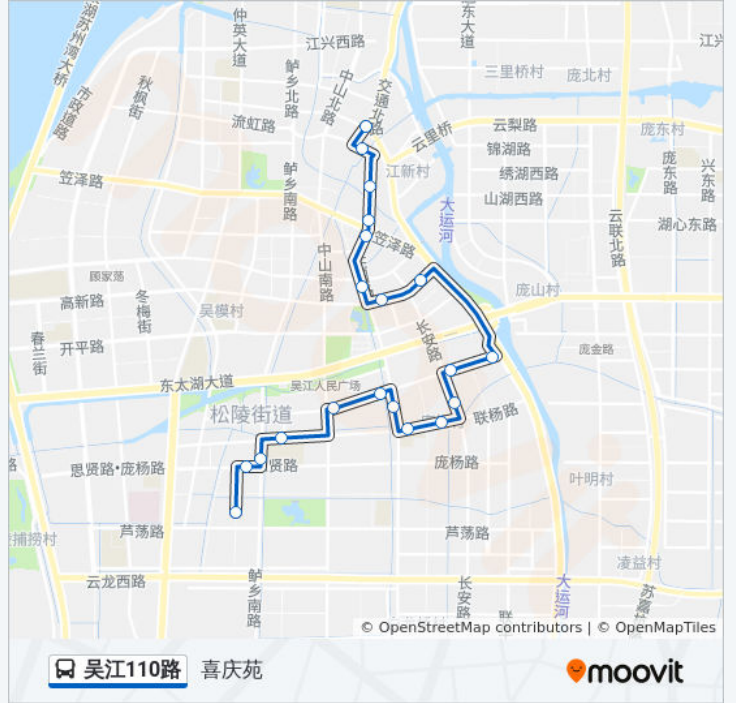 湖苏州湾大桥
仲英大道
江兴西路
东大道
江兴
三里桥村
庞北村
市政道路
秋枫街
鲈乡北路
中山北路
交通北路
流虹路
云里桥
云梨路
庞东村
锦湖路
江新村
绣湖西路
庞东路
兴东路
笠泽路
鲈乡南路
山湖西路
大运河
云联北路
湖心东路
笠泽路
中山南路
顾家荡
高新路
冬梅街
吴模村
庞山村
春兰街
开平路
长安路
庞金路
东太湖大道
吴江人民广场
松陵街道
联杨路
路
思贤路•庞杨路
贤路
庞杨路
叶明村
捕捞村
芦荡路
芦荡路
凌益村
云龙西路
鲈乡南路
长安路
联
大运河
© OpenStreetMap contributors | © OpenMapTiles
吴江110路 喜庆苑
moovit